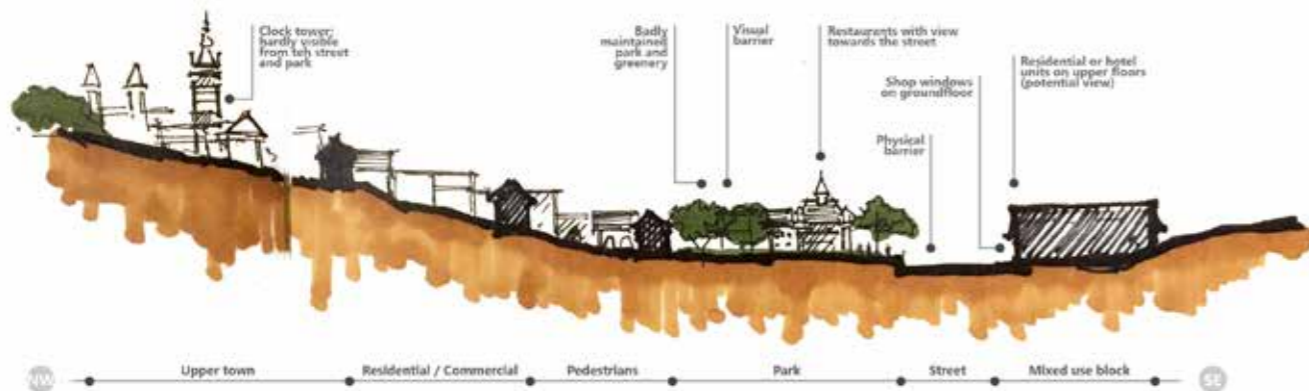 Clock tower;
hardly visible
from teh street
and park
Badly
maintained
park and
greenery
Visual
barrier
Restaurants with view
towards the street
Shop windows
on groundfloor
Residential or hotel
units on upper floors
(potential view)
Physical
barrier
NW
Upper town
Residential / Commercial
Pedestrians
Park
Street
Mixed use block
SE